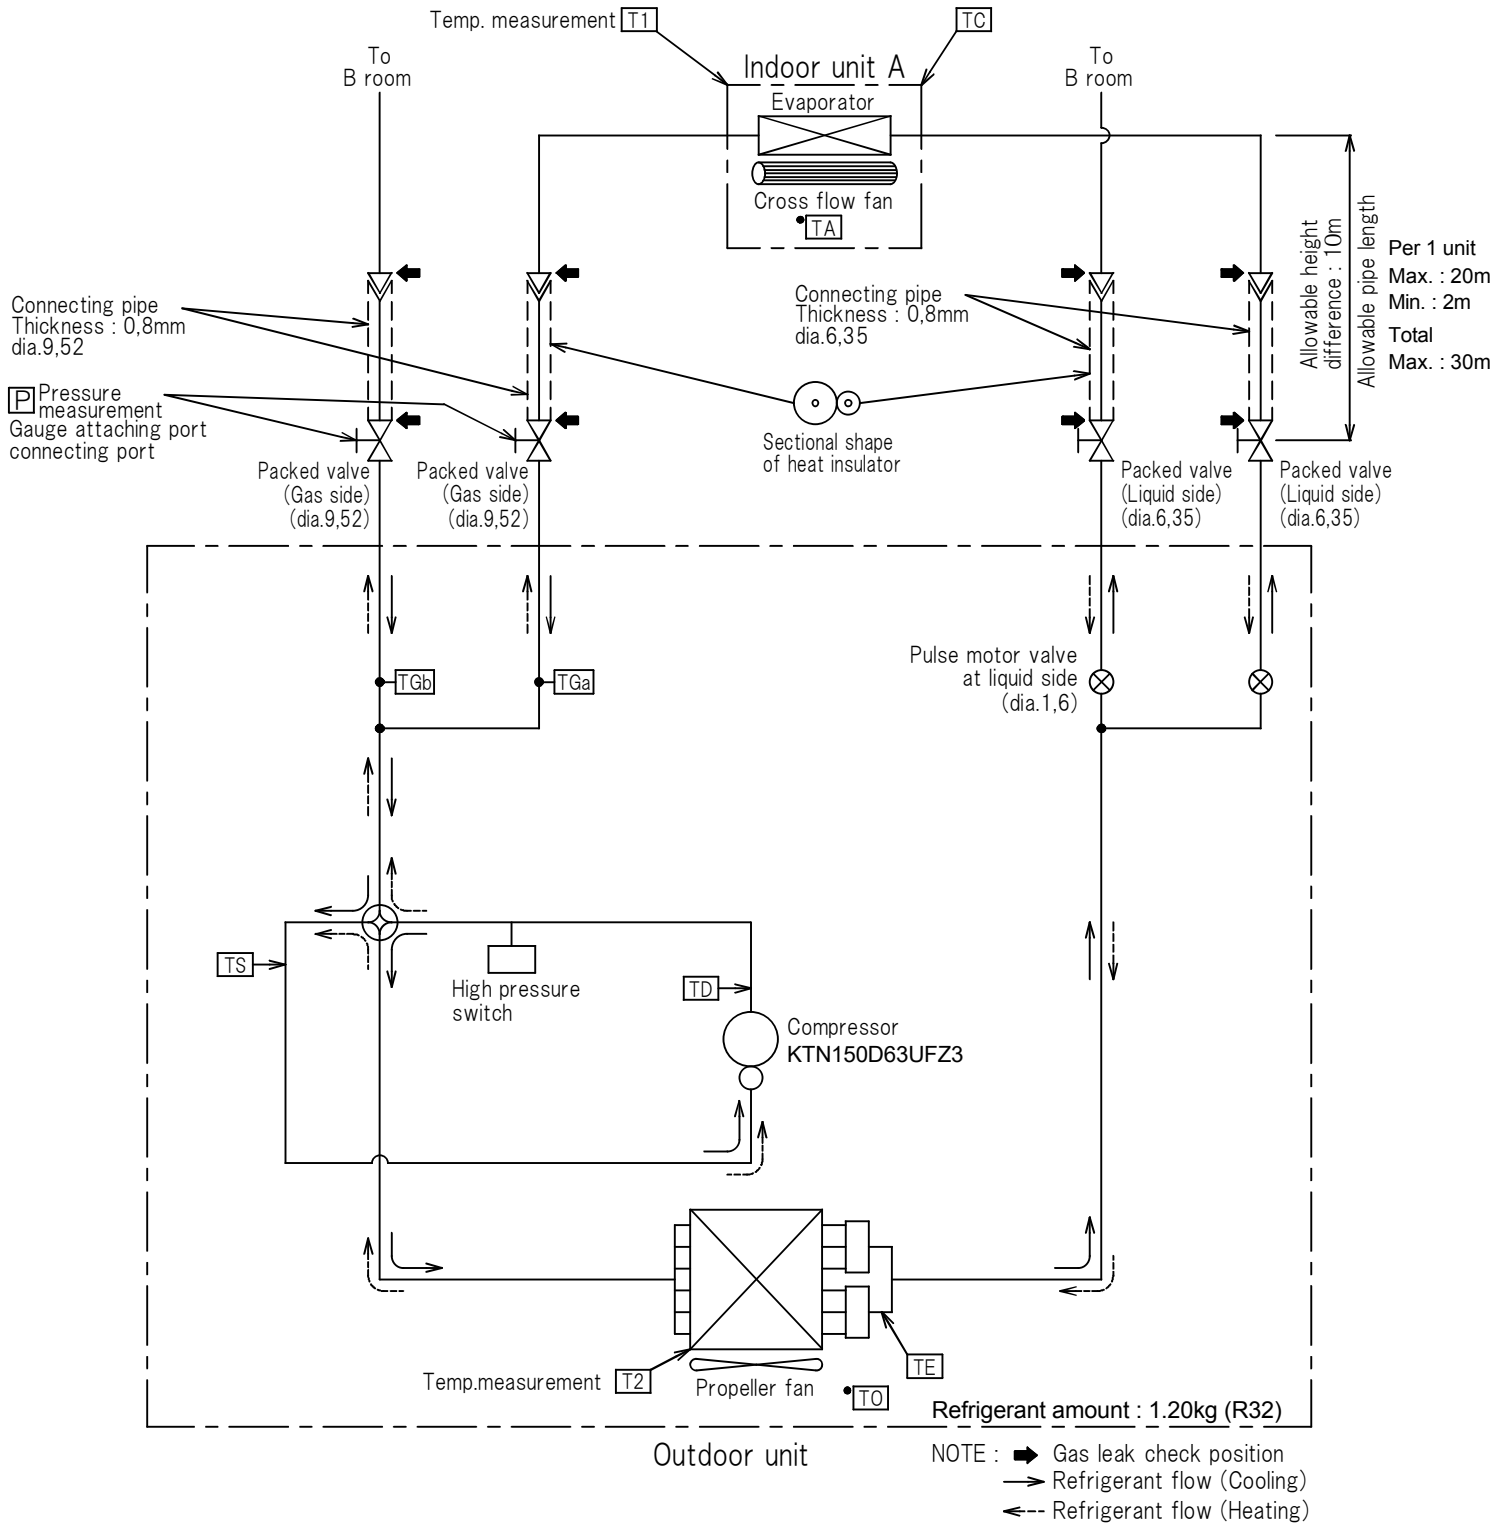 Temp. measurement T1
TC
To
B room
Indoor unit A
To
B room
Evaporator
Cross flow fan
TA
Allowable height
difference : 10m
Allowable pipe length
Per 1 unit
Max. : 20m
Min. : 2m
Total
Max. : 30m
Connecting pipe
Thickness : 0,8mm
dia.9,52
Connecting pipe
Thickness : 0,8mm
dia.6,35
P Pressure
measurement
Gauge attaching port
connecting port
Sectional shape
of heat insulator
Packed valve
(Gas side)
(dia.9,52)
Packed valve
(Gas side)
(dia.9,52)
Packed valve
(Liquid side)
(dia.6,35)
Packed valve
(Liquid side)
(dia.6,35)
TGb
TGa
Pulse motor valve
at liquid side
(dia.1,6)
TS
High pressure
switch
TD
Compressor
KTN150D63UFZ3
TE
Temp.measurement T2
Propeller fan
TO
Refrigerant amount : 1.20kg (R32)
Outdoor unit
NOTE : Gas leak check position
Refrigerant flow (Cooling)
Refrigerant flow (Heating)